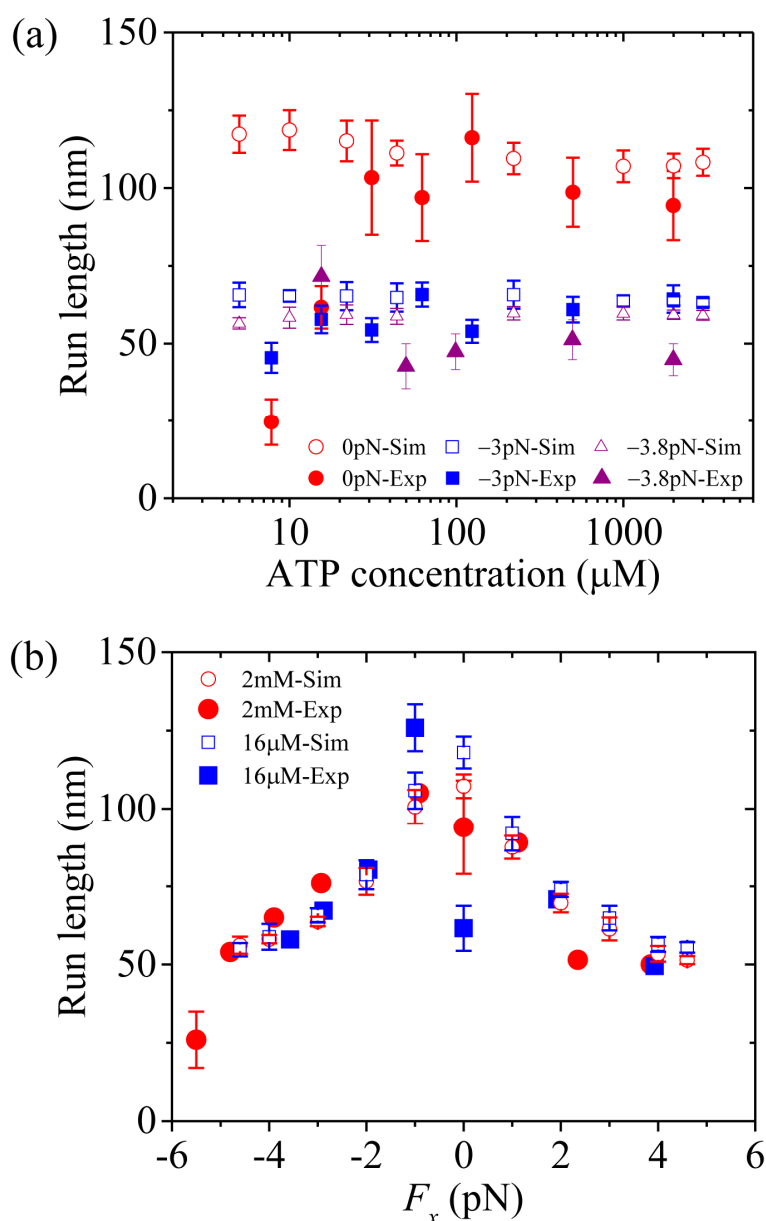 (a)
150
100
50
0
Run length (nm)
0pN-Sim
−3pN-Sim
−3.8pN-Sim
0pN-Exp
−3pN-Exp
−3.8pN-Exp
10
100
1000
ATP concentration (μM)
(b)
150
100
50
0
Run length (nm)
2mM-Sim
2mM-Exp
16μM-Sim
16μM-Exp
-6
-4
-2
0
2
4
6
Fx (pN)